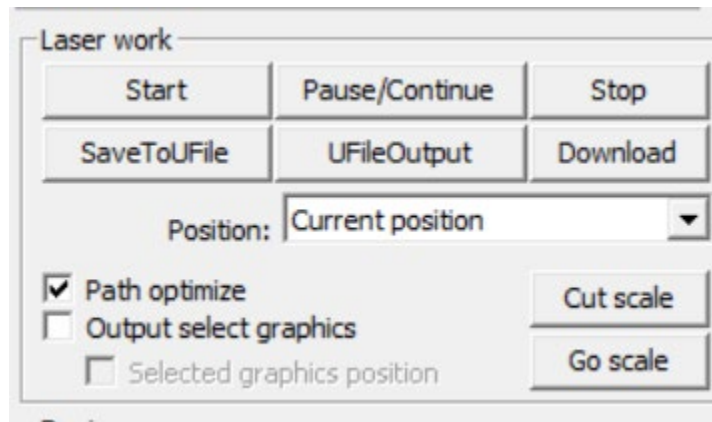 Laser work
Start Pause/Continue Stop
SaveToUFile UFileOutput Download
Position: Current position
Path optimize
Cut scale
Output select graphics
Go scale
Selected graphics position